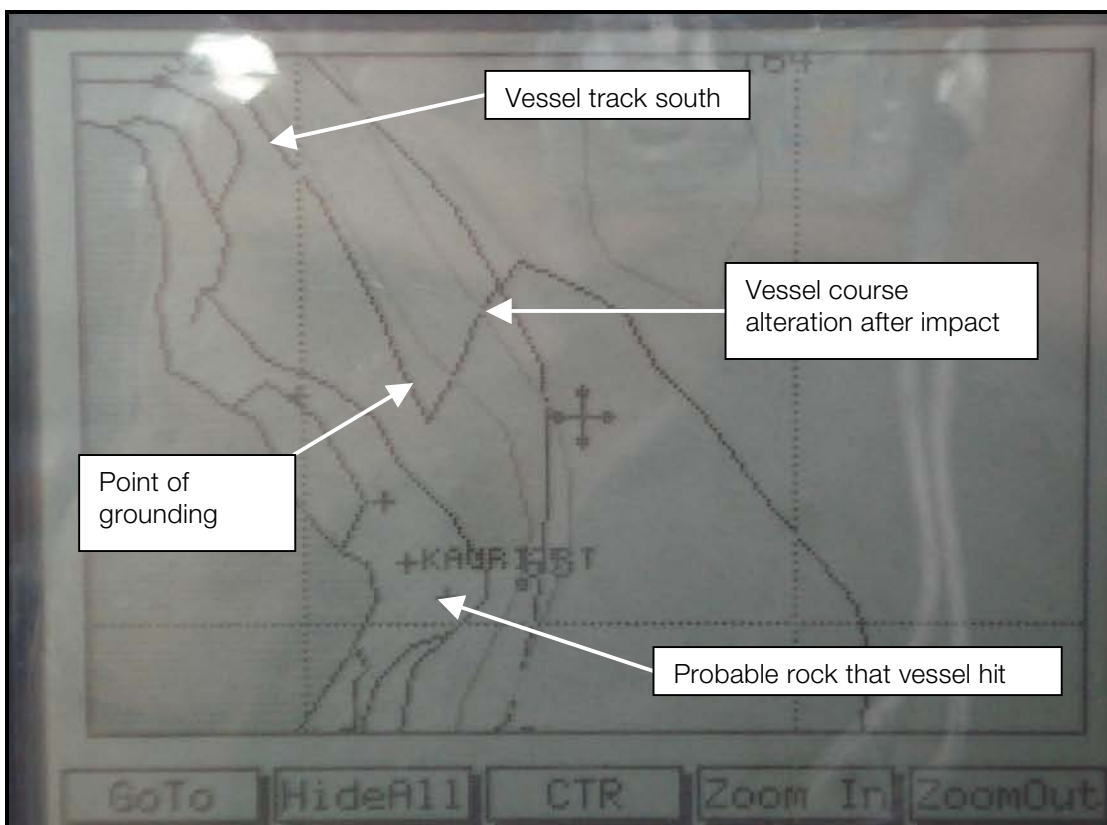 Vessel track south
Vessel course
alteration after impact
Point of
grounding
Probable rock that vessel hit
GoTo
HideAll
CTR
Zoom In
ZoomOut